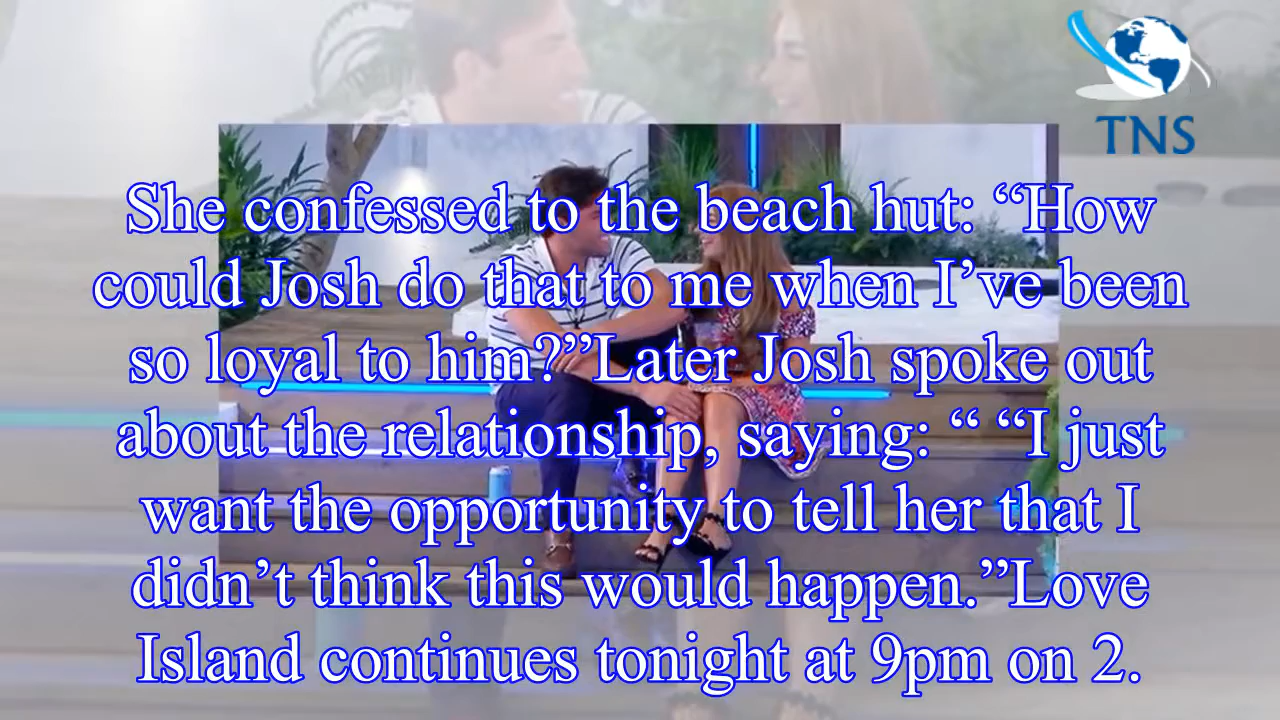 TNS
She confessed to the beach hut: “How
could Josh do that to me when I’ve been
so loyal to him?”Later Josh spoke out
about the relationship, saying: “ “I just
want the opportunity to tell her that I
didn’t think this would happen.”Love
Island continues tonight at 9pm on 2.